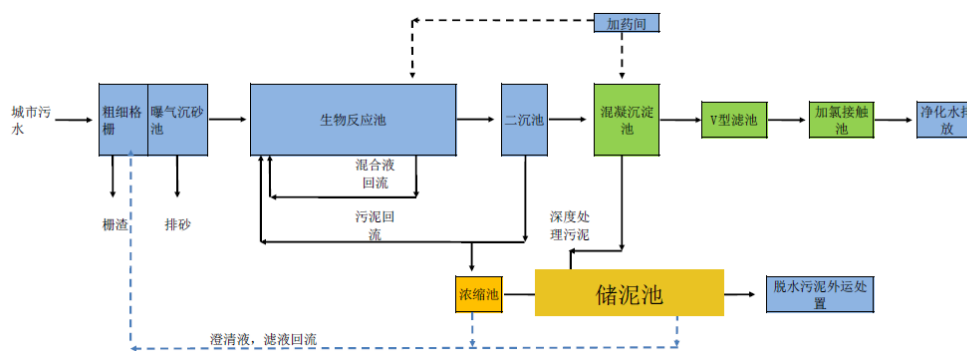 加药间
城市污
水
粗细格
栅
曝气沉砂
池
生物反应池
二沉池
混凝沉淀
池
V型滤池
加氯接触
池
净化水排
放
混合液
回流
栅渣
排砂
污泥回
流
深度处
理污泥
浓缩池
储泥池
脱水污泥外运处
置
澄清液，滤液回流